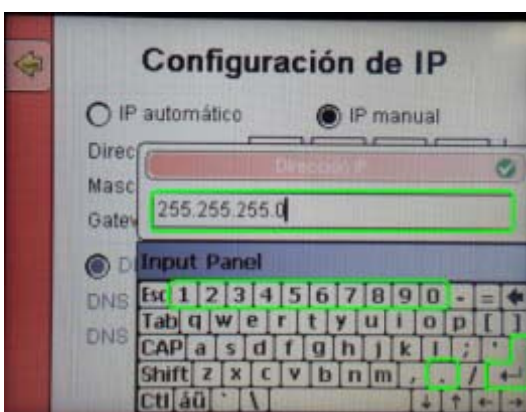 Configuración de IP
IP automático IP manual
Direc
Dirección IP
Masc
255.255.255.0
Gatew
Input Panel
DNS
DNS
Esc 1 2 3 4 5 6 7 8 9 0 - =
Tab q w e r t y u i o p [ ]
CAP a s d f g h j k l ; '
Shift z x c v b n m , . /
Ctl áü ` \